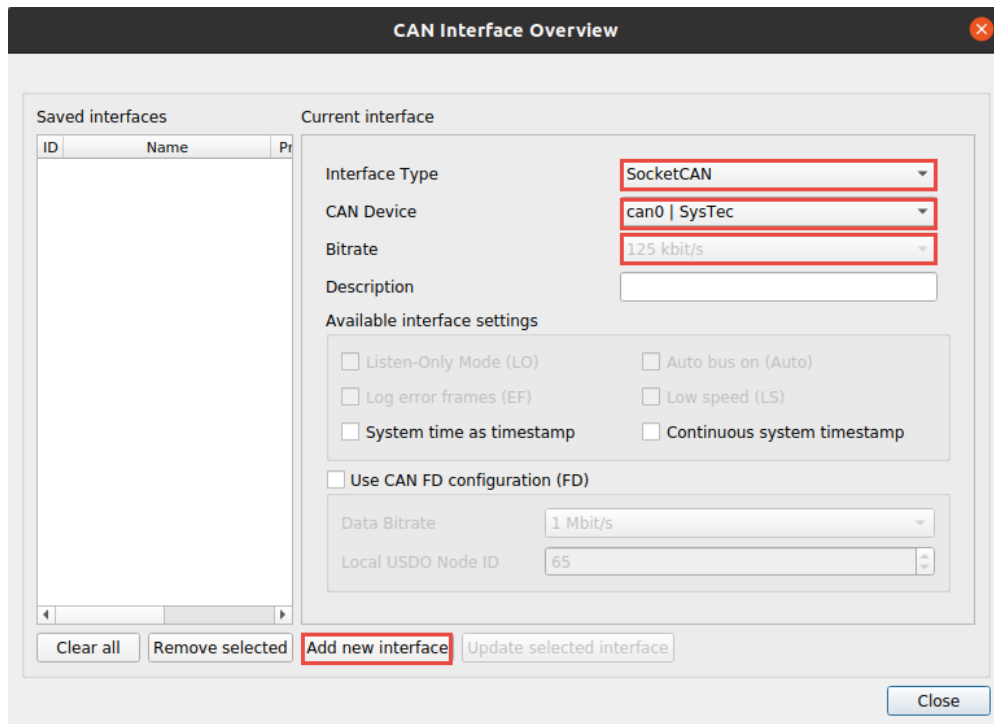 CAN Interface Overview
Saved interfaces
ID Name Pr
Current interface
Interface Type SocketCAN
CAN Device can0 | SysTec
Bitrate 125 kbit/s
Description
Available interface settings
Listen-Only Mode (LO) Auto bus on (Auto)
Log error frames (EF) Low speed (LS)
System time as timestamp Continuous system timestamp
Use CAN FD configuration (FD)
Data Bitrate 1 Mbit/s
Local USDO Node ID 65
Clear all Remove selected Add new interface Update selected interface
Close